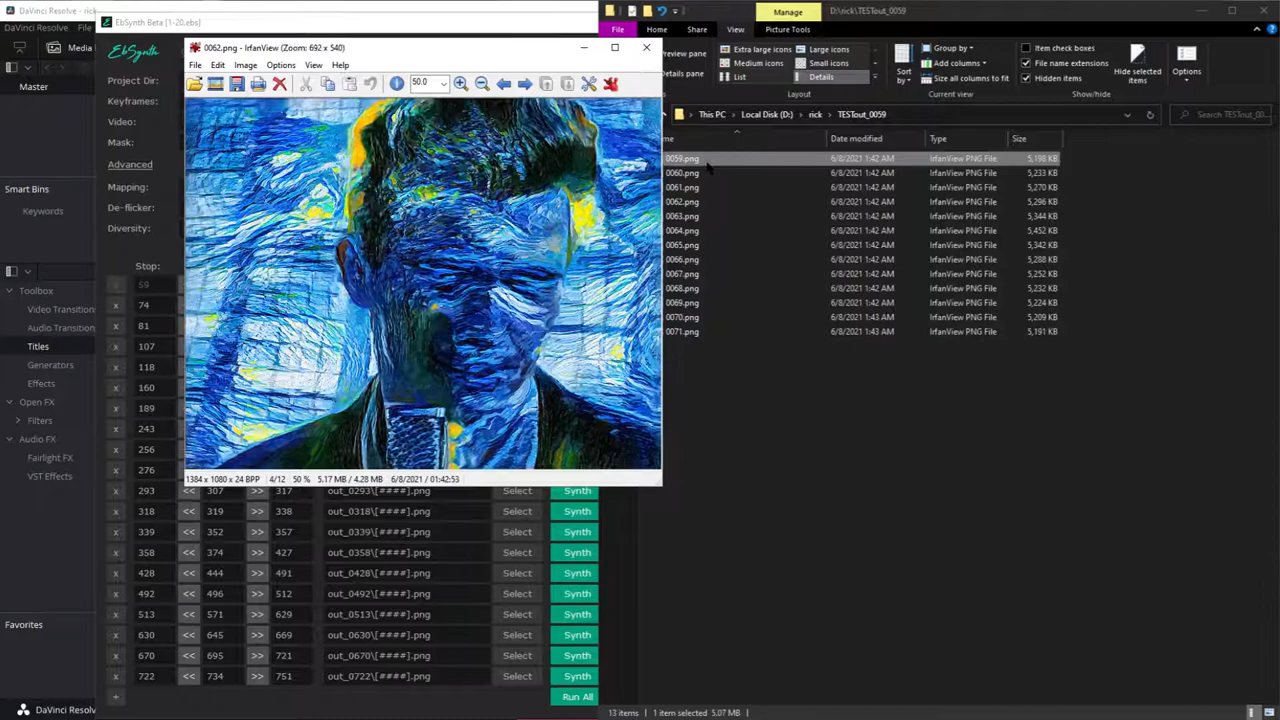 DaVinci Resolve
DaVinci Resolve
Media
Master
Smart Bins
Keywords
Toolbox
Video Transition
Audio Transition
Titles
Generators
Effects
Open FX
Filters
Audio FX
Fairlight FX
VST Effects
Favorites
DaVinci Resolv
EbSynth Beta [1-20.ebs]
EbSynth
Project Dir:
Keyframes:
Video:
Mask:
Advanced
Mapping:
De-flicker:
Diversity:
Stop:
59
x 74
x 81
x 107
x 118
x 160
x 189
x 243
x 256
x 276
x 293 << 307 >> 317 out_0293\[####].png Select Synth
x 318 << 319 >> 338 out_0318\[####].png Select Synth
x 339 << 352 >> 357 out_0339\[####].png Select Synth
x 358 << 374 >> 427 out_0358\[####].png Select Synth
x 428 << 444 >> 491 out_0428\[####].png Select Synth
x 492 << 496 >> 512 out_0492\[####].png Select Synth
x 513 << 571 >> 629 out_0513\[####].png Select Synth
x 630 << 645 >> 669 out_0630\[####].png Select Synth
x 670 << 695 >> 721 out_0670\[####].png Select Synth
x 722 << 734 >> 751 out_0722\[####].png Select Synth
+ Run All
0062.png - IrfanView (Zoom: 692 x 540)
File Edit Image Options View Help
50.0
1384 x 1080 x 24 BPP 4/12 50 % 5.17 MB / 4.28 MB 6/8/2021 / 01:42:53
Manage D:\rick\TESTout_0059
File Home Share View Picture Tools
review pane
etails pane
Extra large icons Large icons
Medium icons Small icons
List Details
Layout
Sort by
Group by
Add columns
Size all columns to fit
Current view
Item check boxes
File name extensions
Hidden items
Hide selected items
Show/hide
Options
This PC Local Disk (D:) rick TESTout_0059
Search TESTout_00...
me Date modified Type Size
0059.png 6/8/2021 1:42 AM IrfanView PNG File 5,198 KB
0060.png 6/8/2021 1:42 AM IrfanView PNG File 5,233 KB
0061.png 6/8/2021 1:42 AM IrfanView PNG File 5,270 KB
0062.png 6/8/2021 1:42 AM IrfanView PNG File 5,296 KB
0063.png 6/8/2021 1:42 AM IrfanView PNG File 5,344 KB
0064.png 6/8/2021 1:42 AM IrfanView PNG File 5,452 KB
0065.png 6/8/2021 1:42 AM IrfanView PNG File 5,342 KB
0066.png 6/8/2021 1:42 AM IrfanView PNG File 5,288 KB
0067.png 6/8/2021 1:42 AM IrfanView PNG File 5,252 KB
0068.png 6/8/2021 1:42 AM IrfanView PNG File 5,232 KB
0069.png 6/8/2021 1:42 AM IrfanView PNG File 5,224 KB
0070.png 6/8/2021 1:43 AM IrfanView PNG File 5,209 KB
0071.png 6/8/2021 1:43 AM IrfanView PNG File 5,191 KB
13 items 1 item selected 5.07 MB